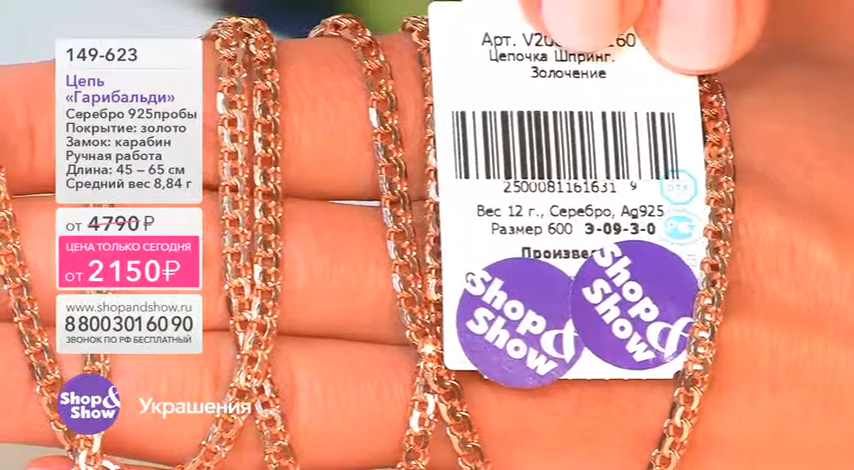 149-623
Цепь
«Гарибальди»
Серебро 925пробы
Покрытие: золото
Замок: карабин
Ручная работа
Длина: 45 – 65 см
Средний вес 8,84 г
от 4790 ₽
ЦЕНА ТОЛЬКО СЕГОДНЯ
от 2150₽
www.shopandshow.ru
88003016090
ЗВОНОК ПО РФ БЕСПЛАТНЫЙ
Shop&
Show
Украшения
Арт.
Цепочка Шпринг.
Золочение
2500081161631 9
Вес 12 г., Серебро, Ag925
Размер 600 Э-09-3-0
Shop&
Show
Shop&
Show